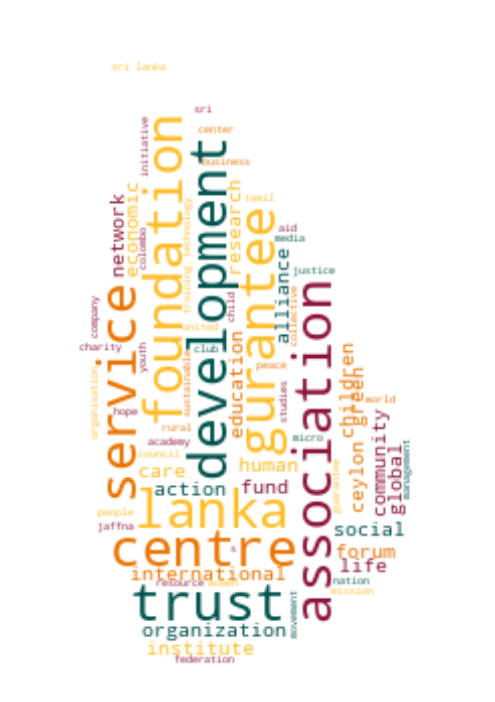 sri lanka
sri
initiative
center
business
foundation
development
tamil
economic
network
research
technology
training
colombo
gurantee
aid
media
alliance
justice
collective
association
service
company
child
united
charity
club
youth
sustainable
education
peace
children
green
world
organisation
hope
studies
rural
micro
academy
community
council
care
human
guarantee
ceylon
global
management
action
fund
lanka
people
jaffna
social
centre
s
forum
international
life
resource
women
nation
mission
trust
movement
organization
institute
federation